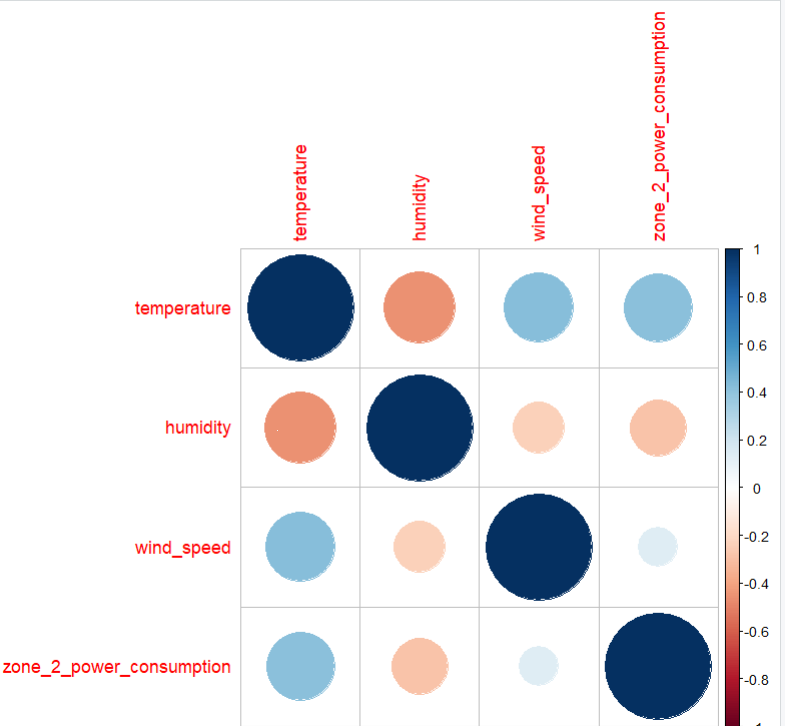 temperature
humidity
wind_speed
zone_2_power_consumption
temperature
humidity
wind_speed
zone_2_power_consumption
1
0.8
0.6
0.4
0.2
0
-0.2
-0.4
-0.6
-0.8